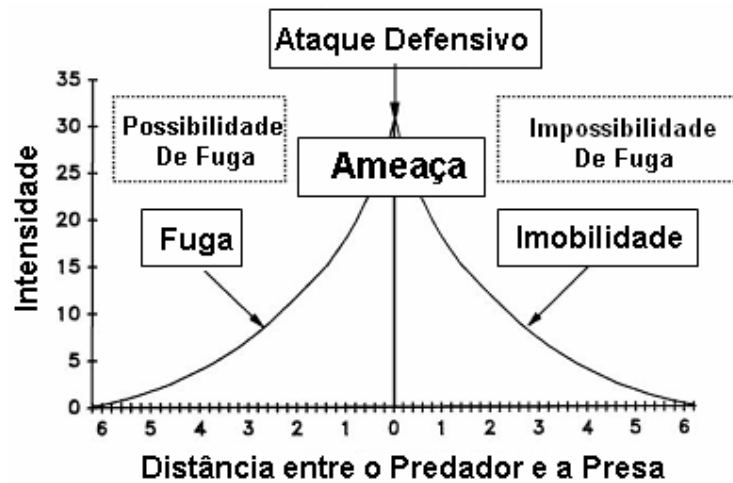 Ataque Defensivo
35
30
25
20
15
10
5
0
Intensidade
Possibilidade
De Fuga
Impossibilidade
De Fuga
Ameaça
Fuga
Imobilidade
6 5 4 3 2 1 0 1 2 3 4 5 6
Distância entre o Predador e a Presa